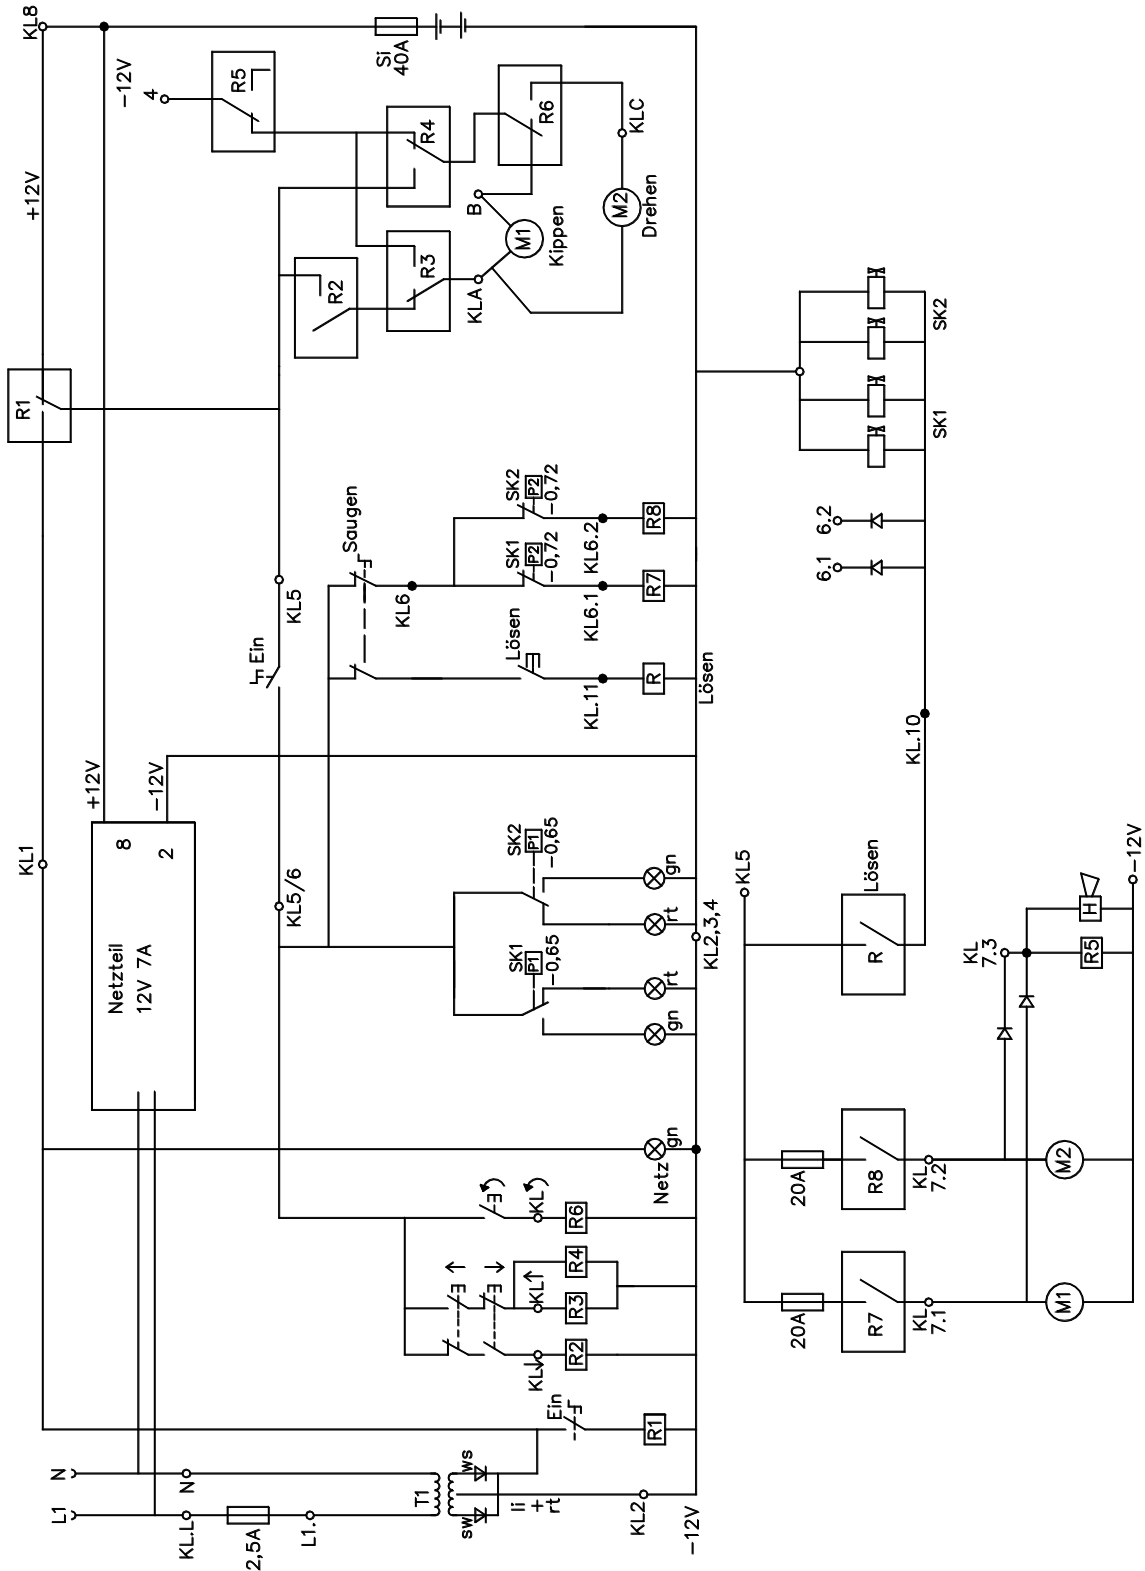 KL1
R1
+12V
KL8
L1
N
+12V
−12V
4
Netzteil
12V 7A
8
2
−12V
KL.L
N
2,5A
L1.
R5
Ein
KL5
KL5/6
R2
Saugen
Si
40A
KL6
T1
R3
R4
KLA
B
sw
ws
SK1
P1
−0,65
SK2
P1
−0,65
Lösen
SK1
P2
−0,72
SK2
P2
−0,72
M1
Kippen
R6
li
+
rt
Ein
KL
KL
KL
R2
R3
R4
R6
KL.11
KL6.1
KL6.2
M2
Drehen
KLC
KL2
R1
Netz
gn
gn
rt
rt
gn
R
R7
R8
−12V
KL2,3,4
Lösen
KL5
20A
20A
6.1
6.2
R7
R8
R
Lösen
KL
7.1
KL
7.2
KL.10
SK1
SK2
KL
7.3
M1
M2
R5
H
−12V